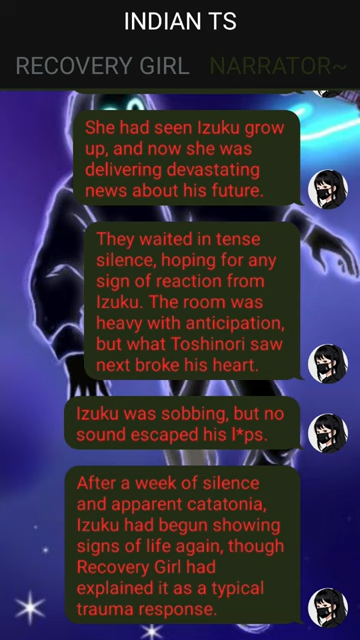 INDIAN TS
RECOVERY GIRL NARRATOR~
She had seen Izuku grow
up, and now she was
delivering devastating
news about his future.
They waited in tense
silence, hoping for any
sign of reaction from
Izuku. The room was
heavy with anticipation,
but what Toshinori saw
next broke his heart.
Izuku was sobbing, but no
sound escaped his l*ps.
After a week of silence
and apparent catatonia,
Izuku had begun showing
signs of life again, though
Recovery Girl had
explained it as a typical
trauma response.